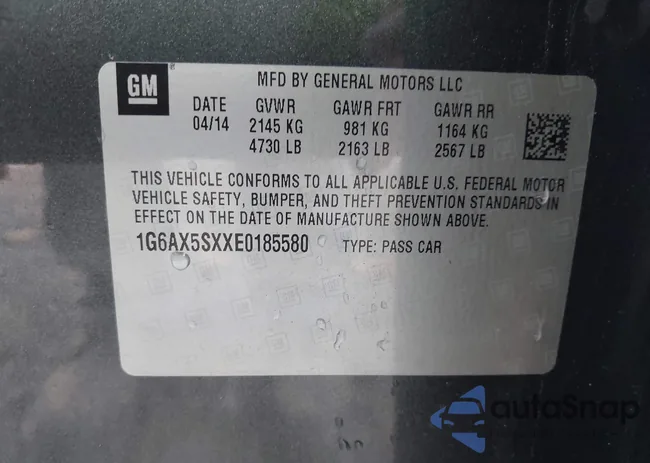 GM
MFD BY GENERAL MOTORS LLC
DATE GVWR GAWR FRT GAWR RR
04/14 2145 KG 981 KG 1164 KG
4730 LB 2163 LB 2567 LB
THIS VEHICLE CONFORMS TO ALL APPLICABLE U.S. FEDERAL MOTOR
VEHICLE SAFETY, BUMPER, AND THEFT PREVENTION STANDARDS IN
EFFECT ON THE DATE OF MANUFACTURE SHOWN ABOVE.
1G6AX5SXXE0185580 TYPE: PASS CAR
autoSnap